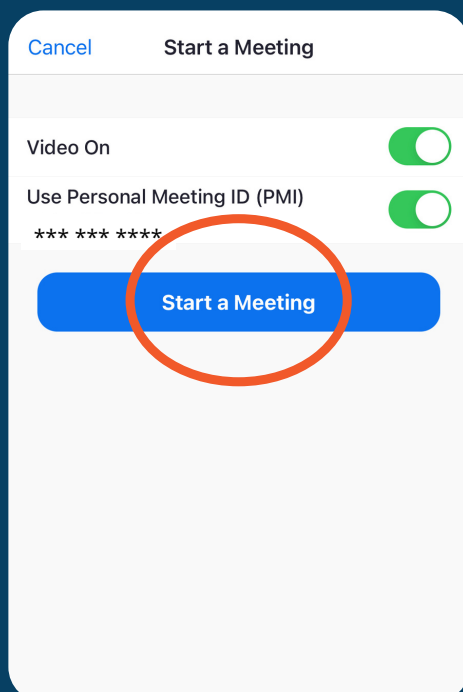 Cancel Start a Meeting
Video On
Use Personal Meeting ID (PMI)
*** *** ****
Start a Meeting